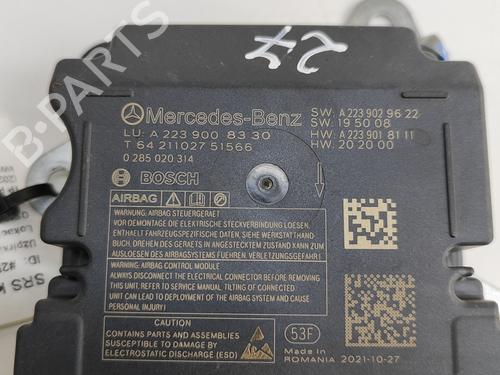 27
Mercedes-Benz
SW: A 223 902 96 22
SW: 19 50 08
LU: A 223 900 83 30
HW: A 223 901 81 11
T 64 211027 51566
HW: 20 20 00
0 285 020 314
BOSCH
AIRBAG
WARNUNG: AIRBAG STEUERGERAET
VOR DEMONTAGE DIE ELEKTRISCHE STECKVERBINDUNG LOESEN,
ENTHAELT FAHRERSPEZIFISCHE DATEN (S. WARTUNGSHAND-
BUCH, DREHEN DES GERAETS IN ANGESTECKTEM ZUSTAND KANN ZUM
AUSLOESEN DES AIRBAGSYSTEMS FUEHREN, VERLETZUNGSGEFAHR!)
WARNING: AIRBAG CONTROL MODULE
ALWAYS DISCONNECT THE ELECTRICAL CONNECTOR BEFORE REMOVING
THIS UNIT, REFER TO SERVICE MANUAL. TILTING OF CONNECTED
UNIT CAN LEAD TO DEPLOYMENT OF THE AIRBAG SYSTEM AND CAUSE
PERSONAL INJURY!
CAUTION
CONTAINS PARTS AND ASSEMBLIES
SUSCEPTIBLE TO DAMAGE BY
ELECTROSTATIC DISCHARGE (ESD)
53F
Made in
ROMANIA
2021-10-27
SRS
ID:
B-Parts